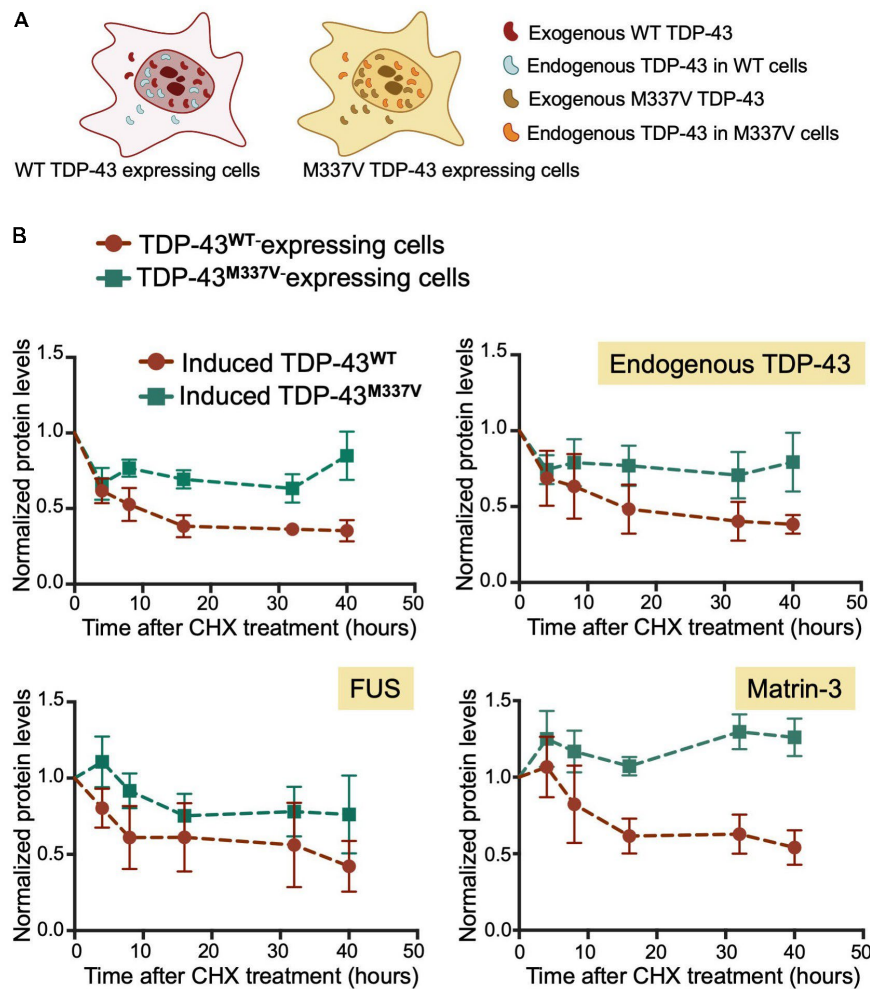 A
Exogenous WT TDP-43
Endogenous TDP-43 in WT cells
Exogenous M337V TDP-43
Endogenous TDP-43 in M337V cells
WT TDP-43 expressing cells
M337V TDP-43 expressing cells
B
TDP-43WT-expressing cells
TDP-43M337V-expressing cells
Induced TDP-43WT
Induced TDP-43M337V
Normalized protein levels
1.5
1.0
0.5
0.0
0 10 20 30 40 50
Time after CHX treatment (hours)
Endogenous TDP-43
Normalized protein levels
1.5
1.0
0.5
0.0
0 10 20 30 40 50
Time after CHX treatment (hours)
FUS
Normalized protein levels
1.5
1.0
0.5
0.0
0 10 20 30 40 50
Time after CHX treatment (hours)
Matrin-3
Normalized protein levels
1.5
1.0
0.5
0.0
0 10 20 30 40 50
Time after CHX treatment (hours)